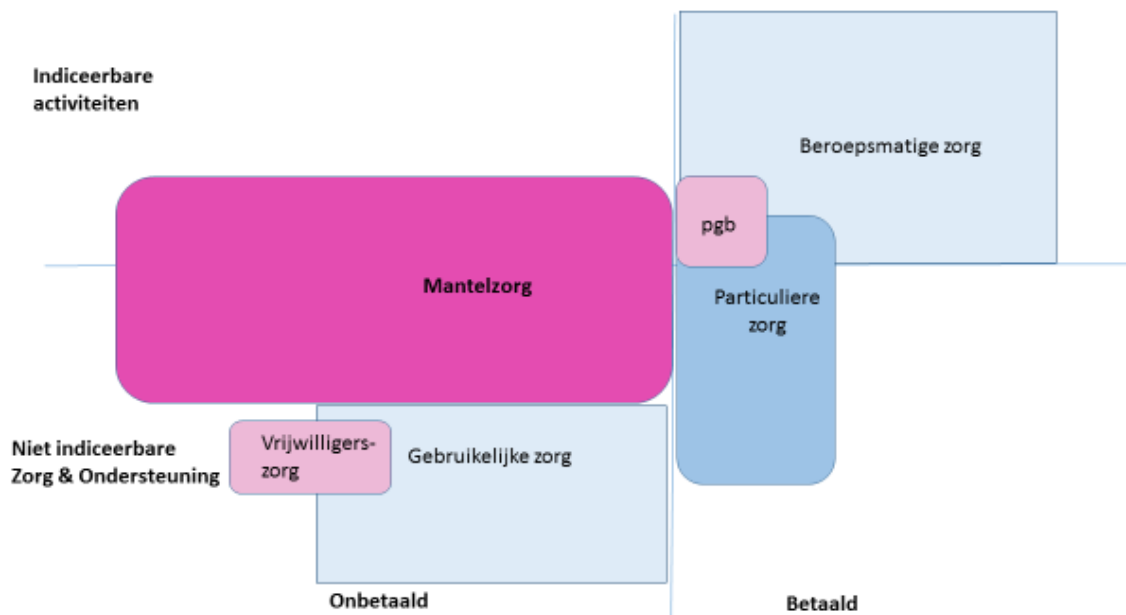 Indiceerbare
activiteiten
Beroepsmatige zorg
pgb
Mantelzorg
Particuliere
zorg
Niet indiceerbare
Zorg & Ondersteuning
Vrijwilligers-
zorg
Gebruikelijke zorg
Onbetaald
Betaald